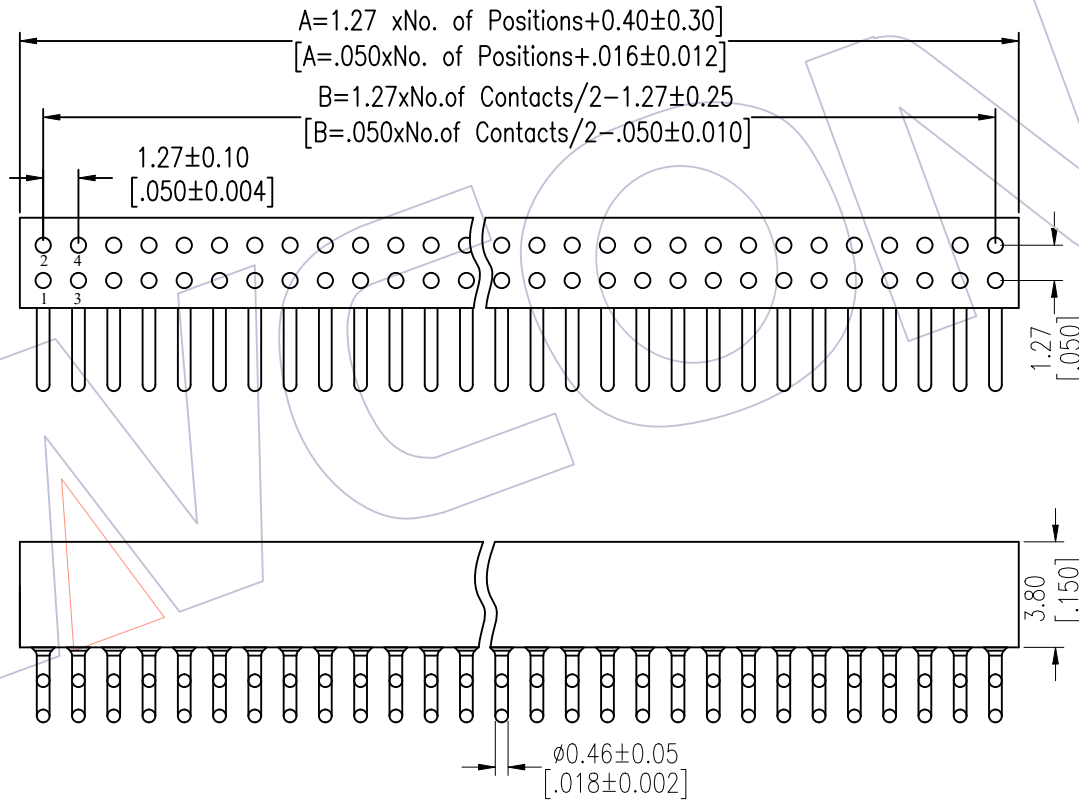 A=1.27 xNo. of Positions+0.40±0.30]
[A=.050xNo. of Positions+.016±0.012]
B=1.27xNo.of Contacts/2-1.27±0.25
[B=.050xNo.of Contacts/2-.050±0.010]
1.27±0.10
[.050±0.004]
2 4
1 3
1.27
[.050]
3.80
[.150]
ø0.46±0.05
[.018±0.002]
WCON